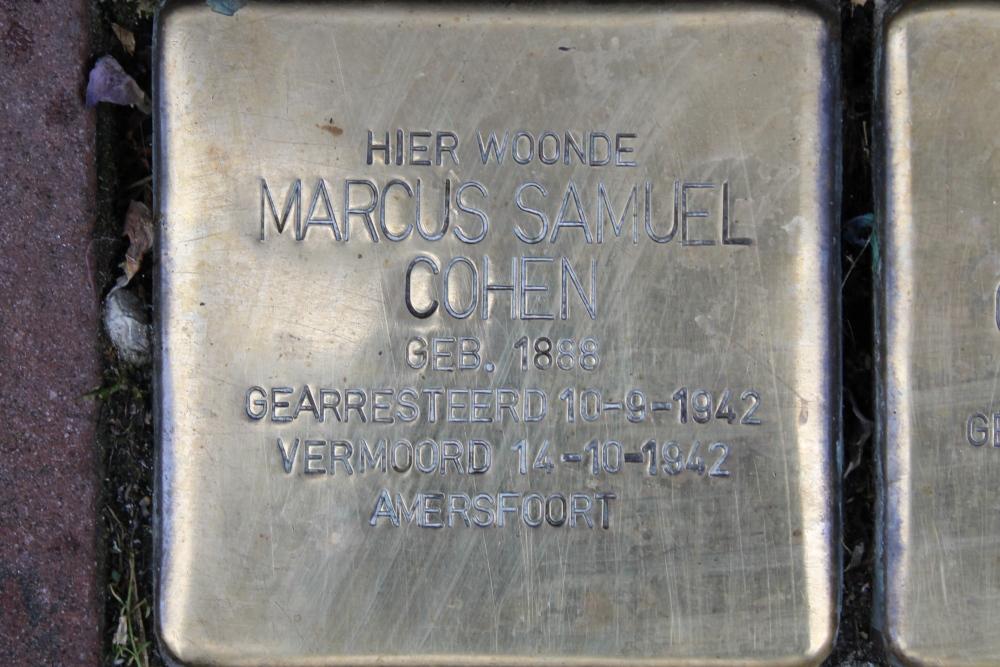 HIER WOONDE
MARCUS SAMUEL
COHEN
GEB. 1888
GEARRESTEERD 10-9-1942
VERMOORD 14-10-1942
AMERSFOORT